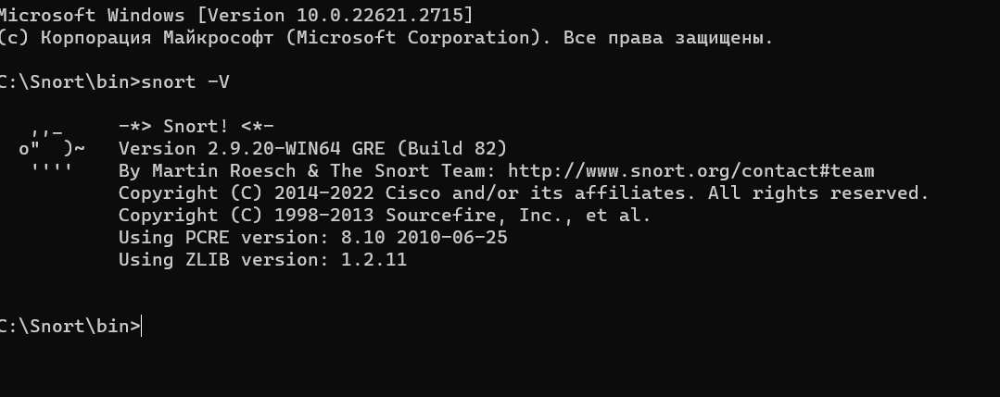 Microsoft Windows [Version 10.0.22621.2715]
(c) Корпорация Майкрософт (Microsoft Corporation). Все права защищены.
C:\Snort\bin>snort -V
,,_ -*> Snort! <*-
o" )~ Version 2.9.20-WIN64 GRE (Build 82)
'''' By Martin Roesch & The Snort Team: http://www.snort.org/contact#team
Copyright (C) 2014-2022 Cisco and/or its affiliates. All rights reserved.
Copyright (C) 1998-2013 Sourcefire, Inc., et al.
Using PCRE version: 8.10 2010-06-25
Using ZLIB version: 1.2.11
C:\Snort\bin>